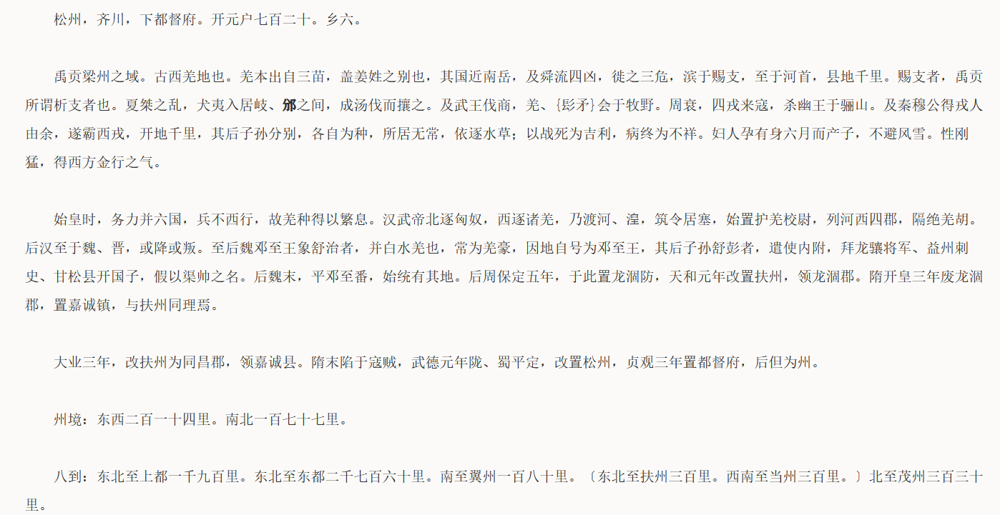 松州，齐川，下都督府。开元户七百二十。乡六。
禹贡梁州之域。古西羌地也。羌本出自三苗，盖姜姓之别也，其国近南岳，及舜流四凶，徙之三危，滨于赐支，至于河首，县地千里。赐支者，禹贡
所谓析支者也。夏桀之乱，犬夷入居岐、邠之间，成汤伐而攘之。及武王伐商，羌、{髟矛}会于牧野。周衰，四戎来寇，杀幽王于骊山。及秦穆公得戎人
由余，遂霸西戎，开地千里，其后子孙分别，各自为种，所居无常，依逐水草；以战死为吉利，病终为不祥。妇人孕有身六月而产子，不避风雪。性刚
猛，得西方金行之气。
始皇时，务力并六国，兵不西行，故羌种得以繁息。汉武帝北逐匈奴，西逐诸羌，乃渡河、湟，筑令居塞，始置护羌校尉，列河西四郡，隔绝羌胡。
后汉至于魏、晋，或降或叛。至后魏邓至王象舒治者，并白水羌也，常为羌豪，因地自号为邓至王，其后子孙舒彭者，遣使内附，拜龙骧将军、益州刺
史、甘松县开国子，假以渠帅之名。后魏末，平邓至番，始统有其地。后周保定五年，于此置龙涸防，天和元年改置扶州，领龙涸郡。隋开皇三年废龙涸
郡，置嘉诚镇，与扶州同理焉。
大业三年，改扶州为同昌郡，领嘉诚县。隋末陷于寇贼，武德元年陇、蜀平定，改置松州，贞观三年置都督府，后但为州。
州境：东西二百一十四里。南北一百七十七里。
八到：东北至上都一千九百里。东北至东都二千七百六十里。南至翼州一百八十里。〔东北至扶州三百里。西南至当州三百里。〕北至茂州三百三十
里。